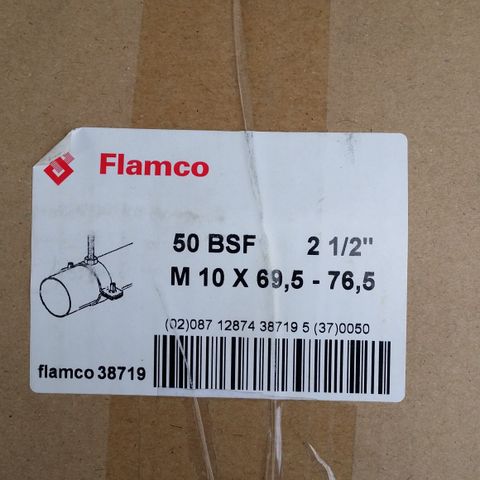 Flamco
50 BSF 2 1/2"
M 10 X 69,5 - 76,5
(02)087 12874 38719 5 (37)0050
flamco 38719